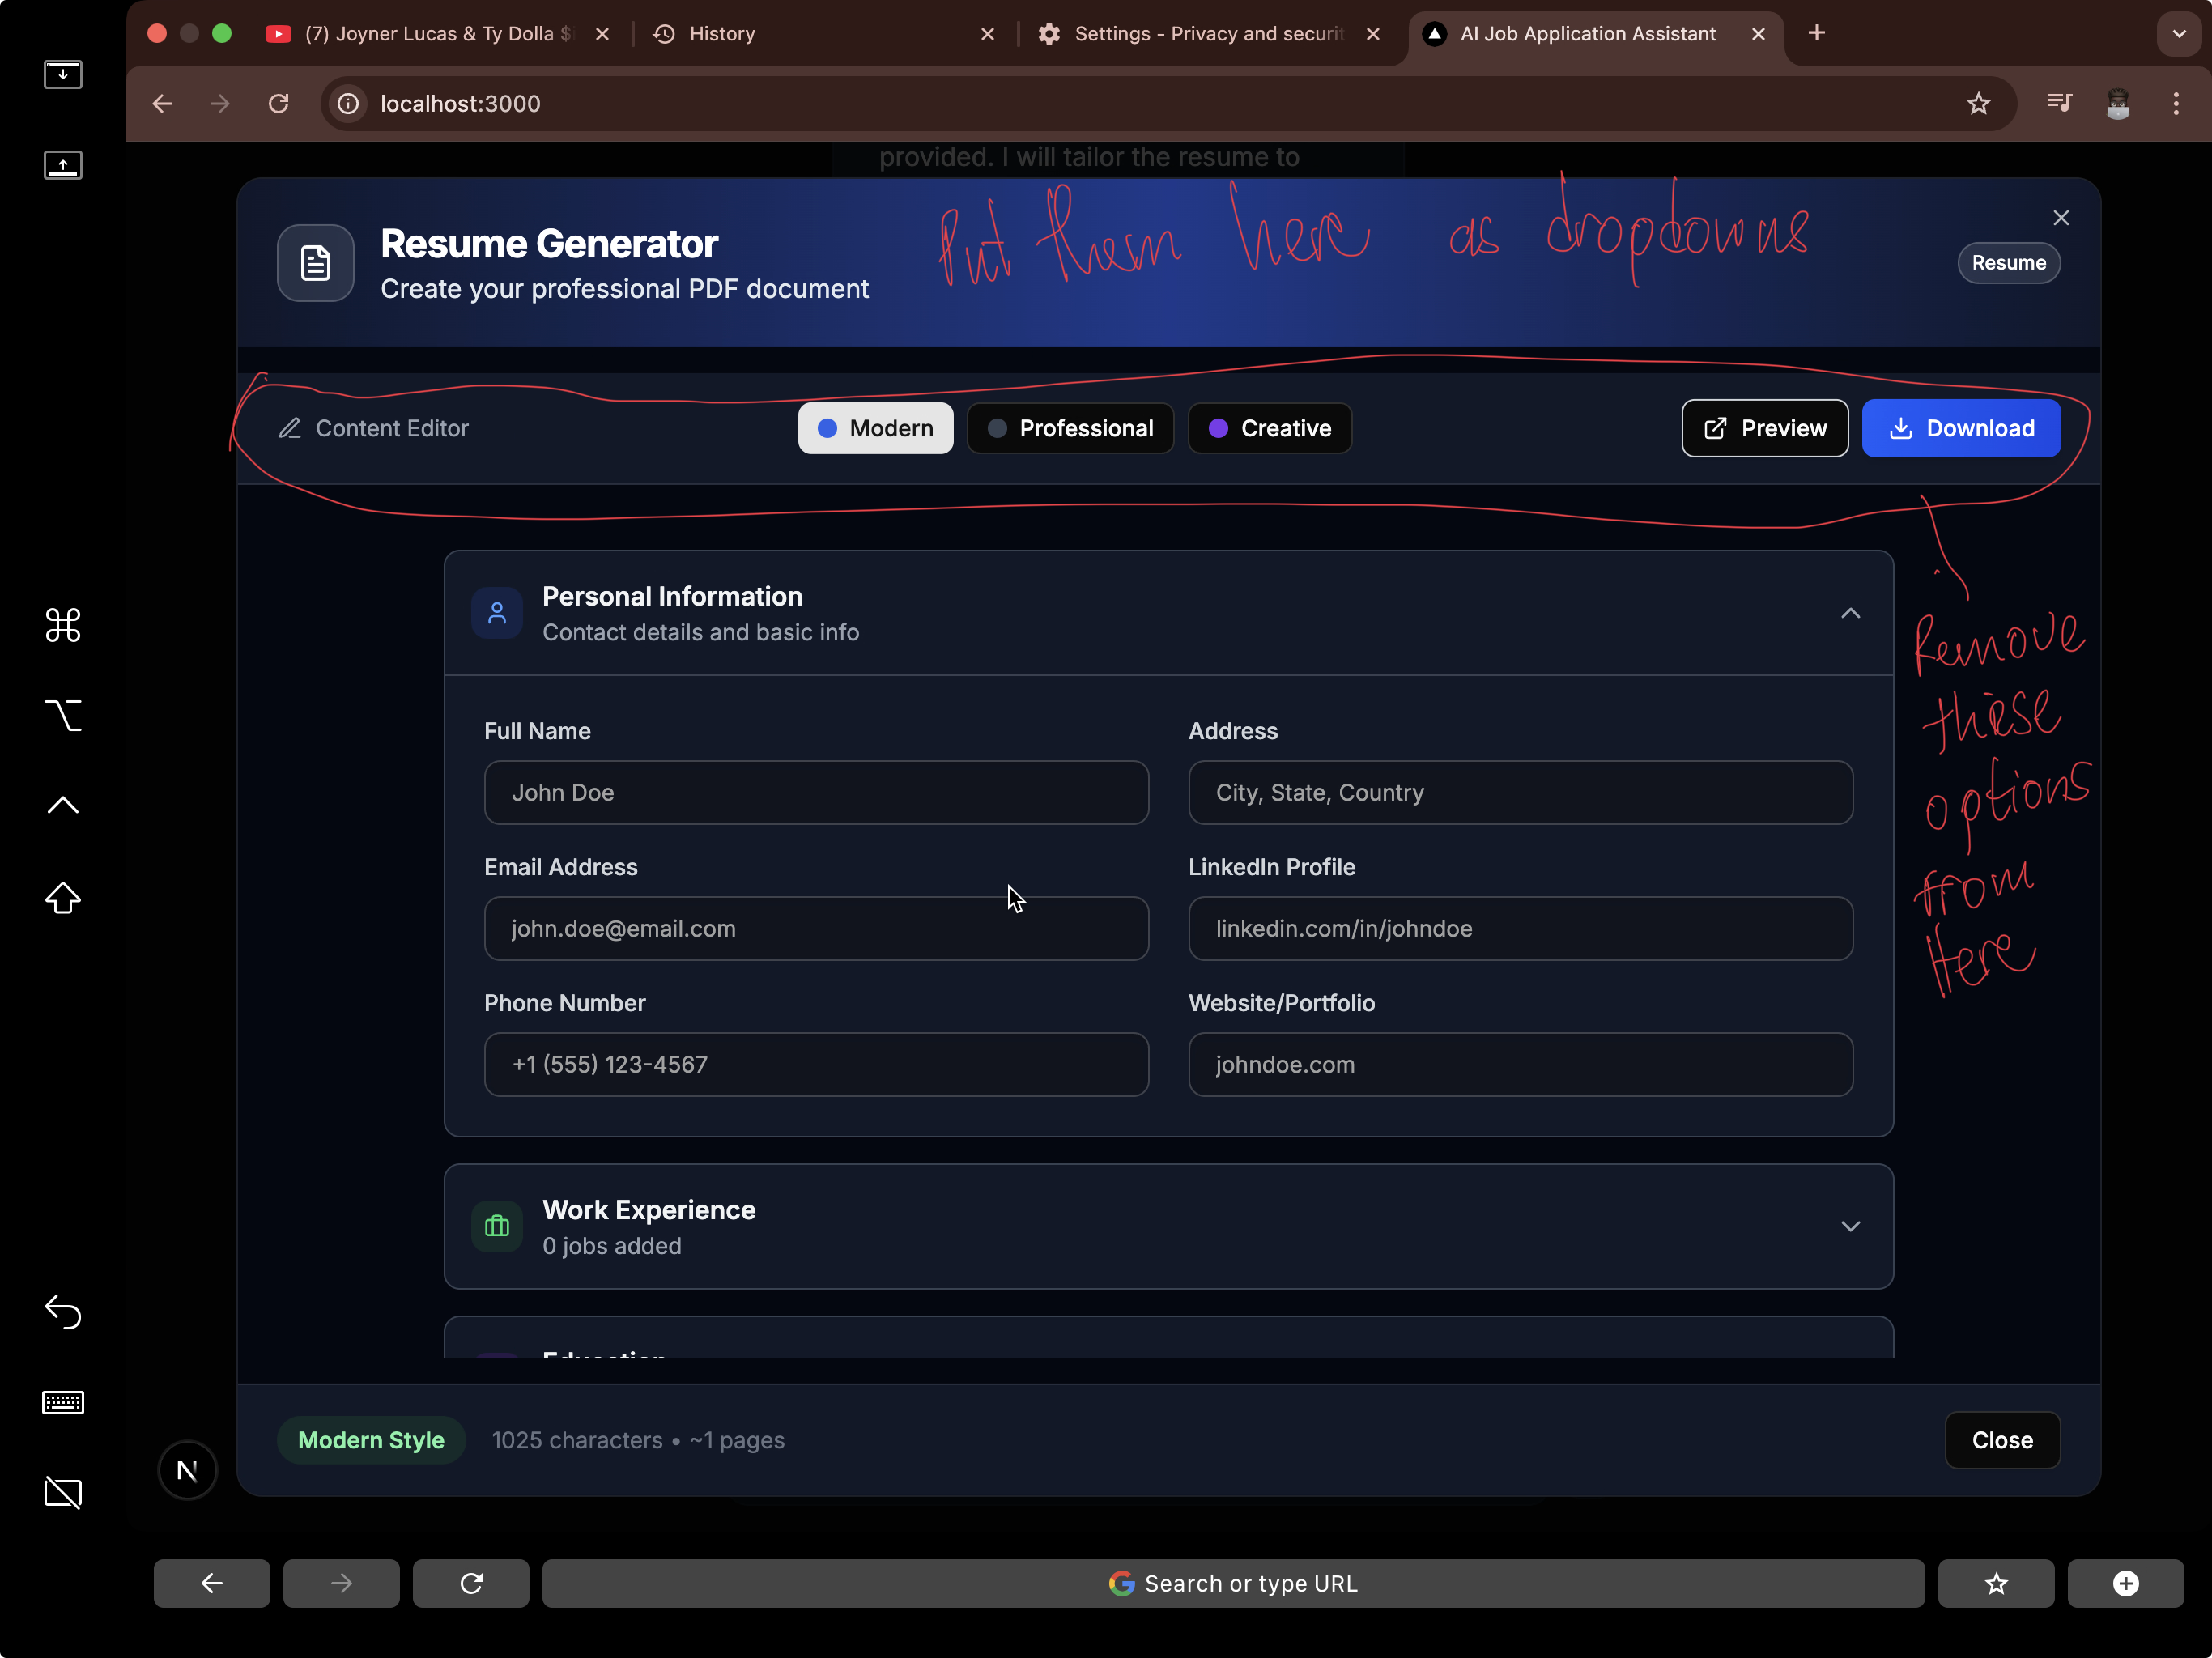 (7) Joyner Lucas & Ty Dolla $
History
Settings - Privacy and securit
AI Job Application Assistant
localhost:3000
provided. I will tailor the resume to
Resume Generator
Create your professional PDF document
Put them here as dropdowns
Resume
Content Editor
Modern
Professional
Creative
Preview
Download
Personal Information
Contact details and basic info
Remove
these
options
from
Here
Full Name
Address
John Doe
City, State, Country
Email Address
LinkedIn Profile
john.doe@email.com
linkedin.com/in/johndoe
Phone Number
Website/Portfolio
+1 (555) 123-4567
johndoe.com
Work Experience
0 jobs added
Education
Modern Style
1025 characters • ~1 pages
Close
N
Search or type URL